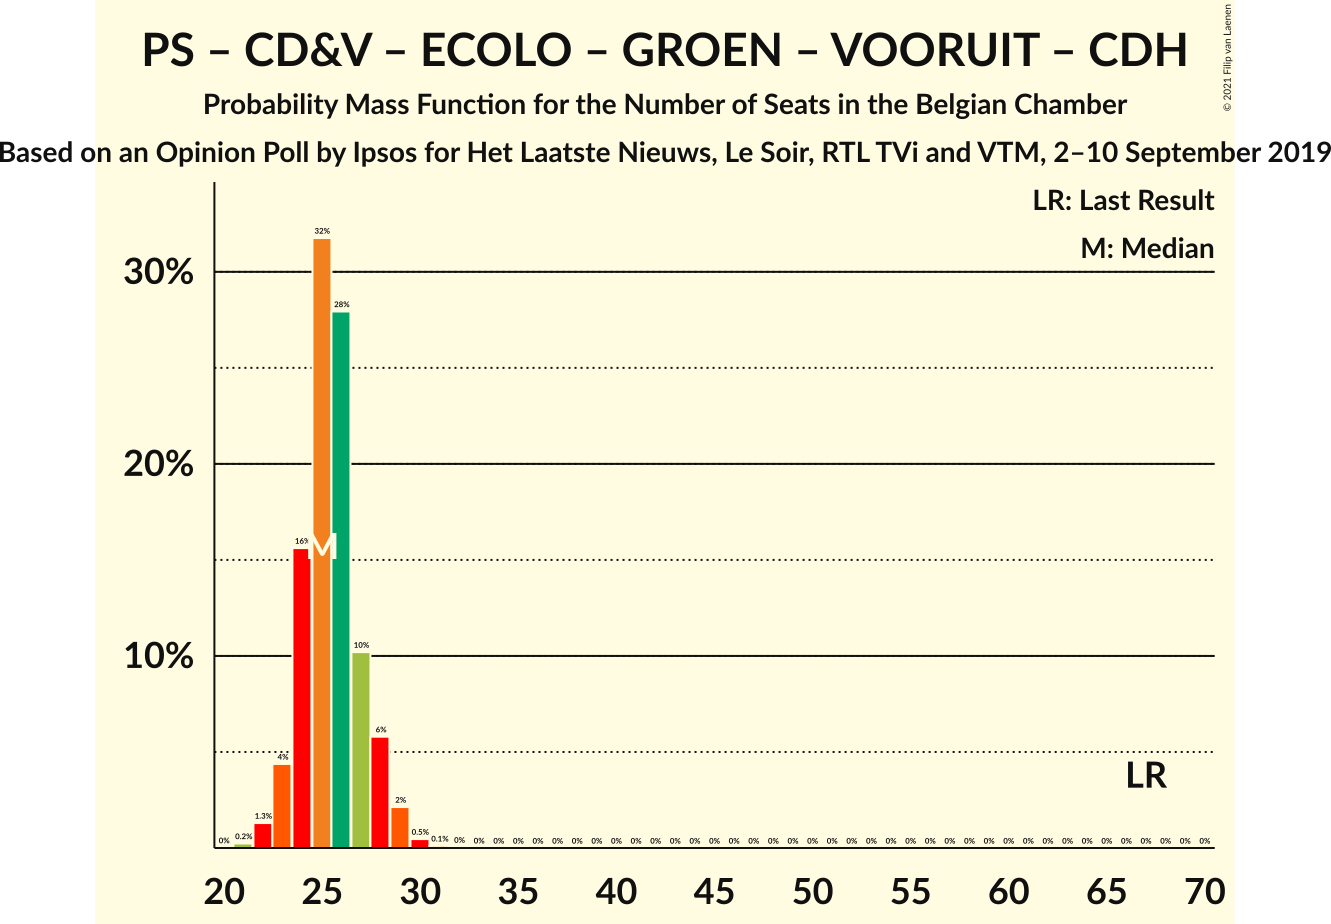 PS – CD&V – ECOLO – GROEN – VOORUIT – CDH
© 2021 Filip van Laenen
Probability Mass Function for the Number of Seats in the Belgian Chamber
Based on an Opinion Poll by Ipsos for Het Laatste Nieuws, Le Soir, RTL TVi and VTM, 2–10 September 2019
LR: Last Result
M: Median
30%
20%
10%
0% 0.2% 1.3% 4% 16% 32% 28% 10% 6% 2% 0.5% 0.1% 0% 0% 0% 0% 0% 0% 0% 0% 0% 0% 0% 0% 0% 0% 0% 0% 0% 0% 0% 0% 0% 0% 0% 0% 0% 0% 0% 0% 0% 0% 0% 0% 0% 0% 0% 0% 0% 0% 0%
M
LR
20 25 30 35 40 45 50 55 60 65 70